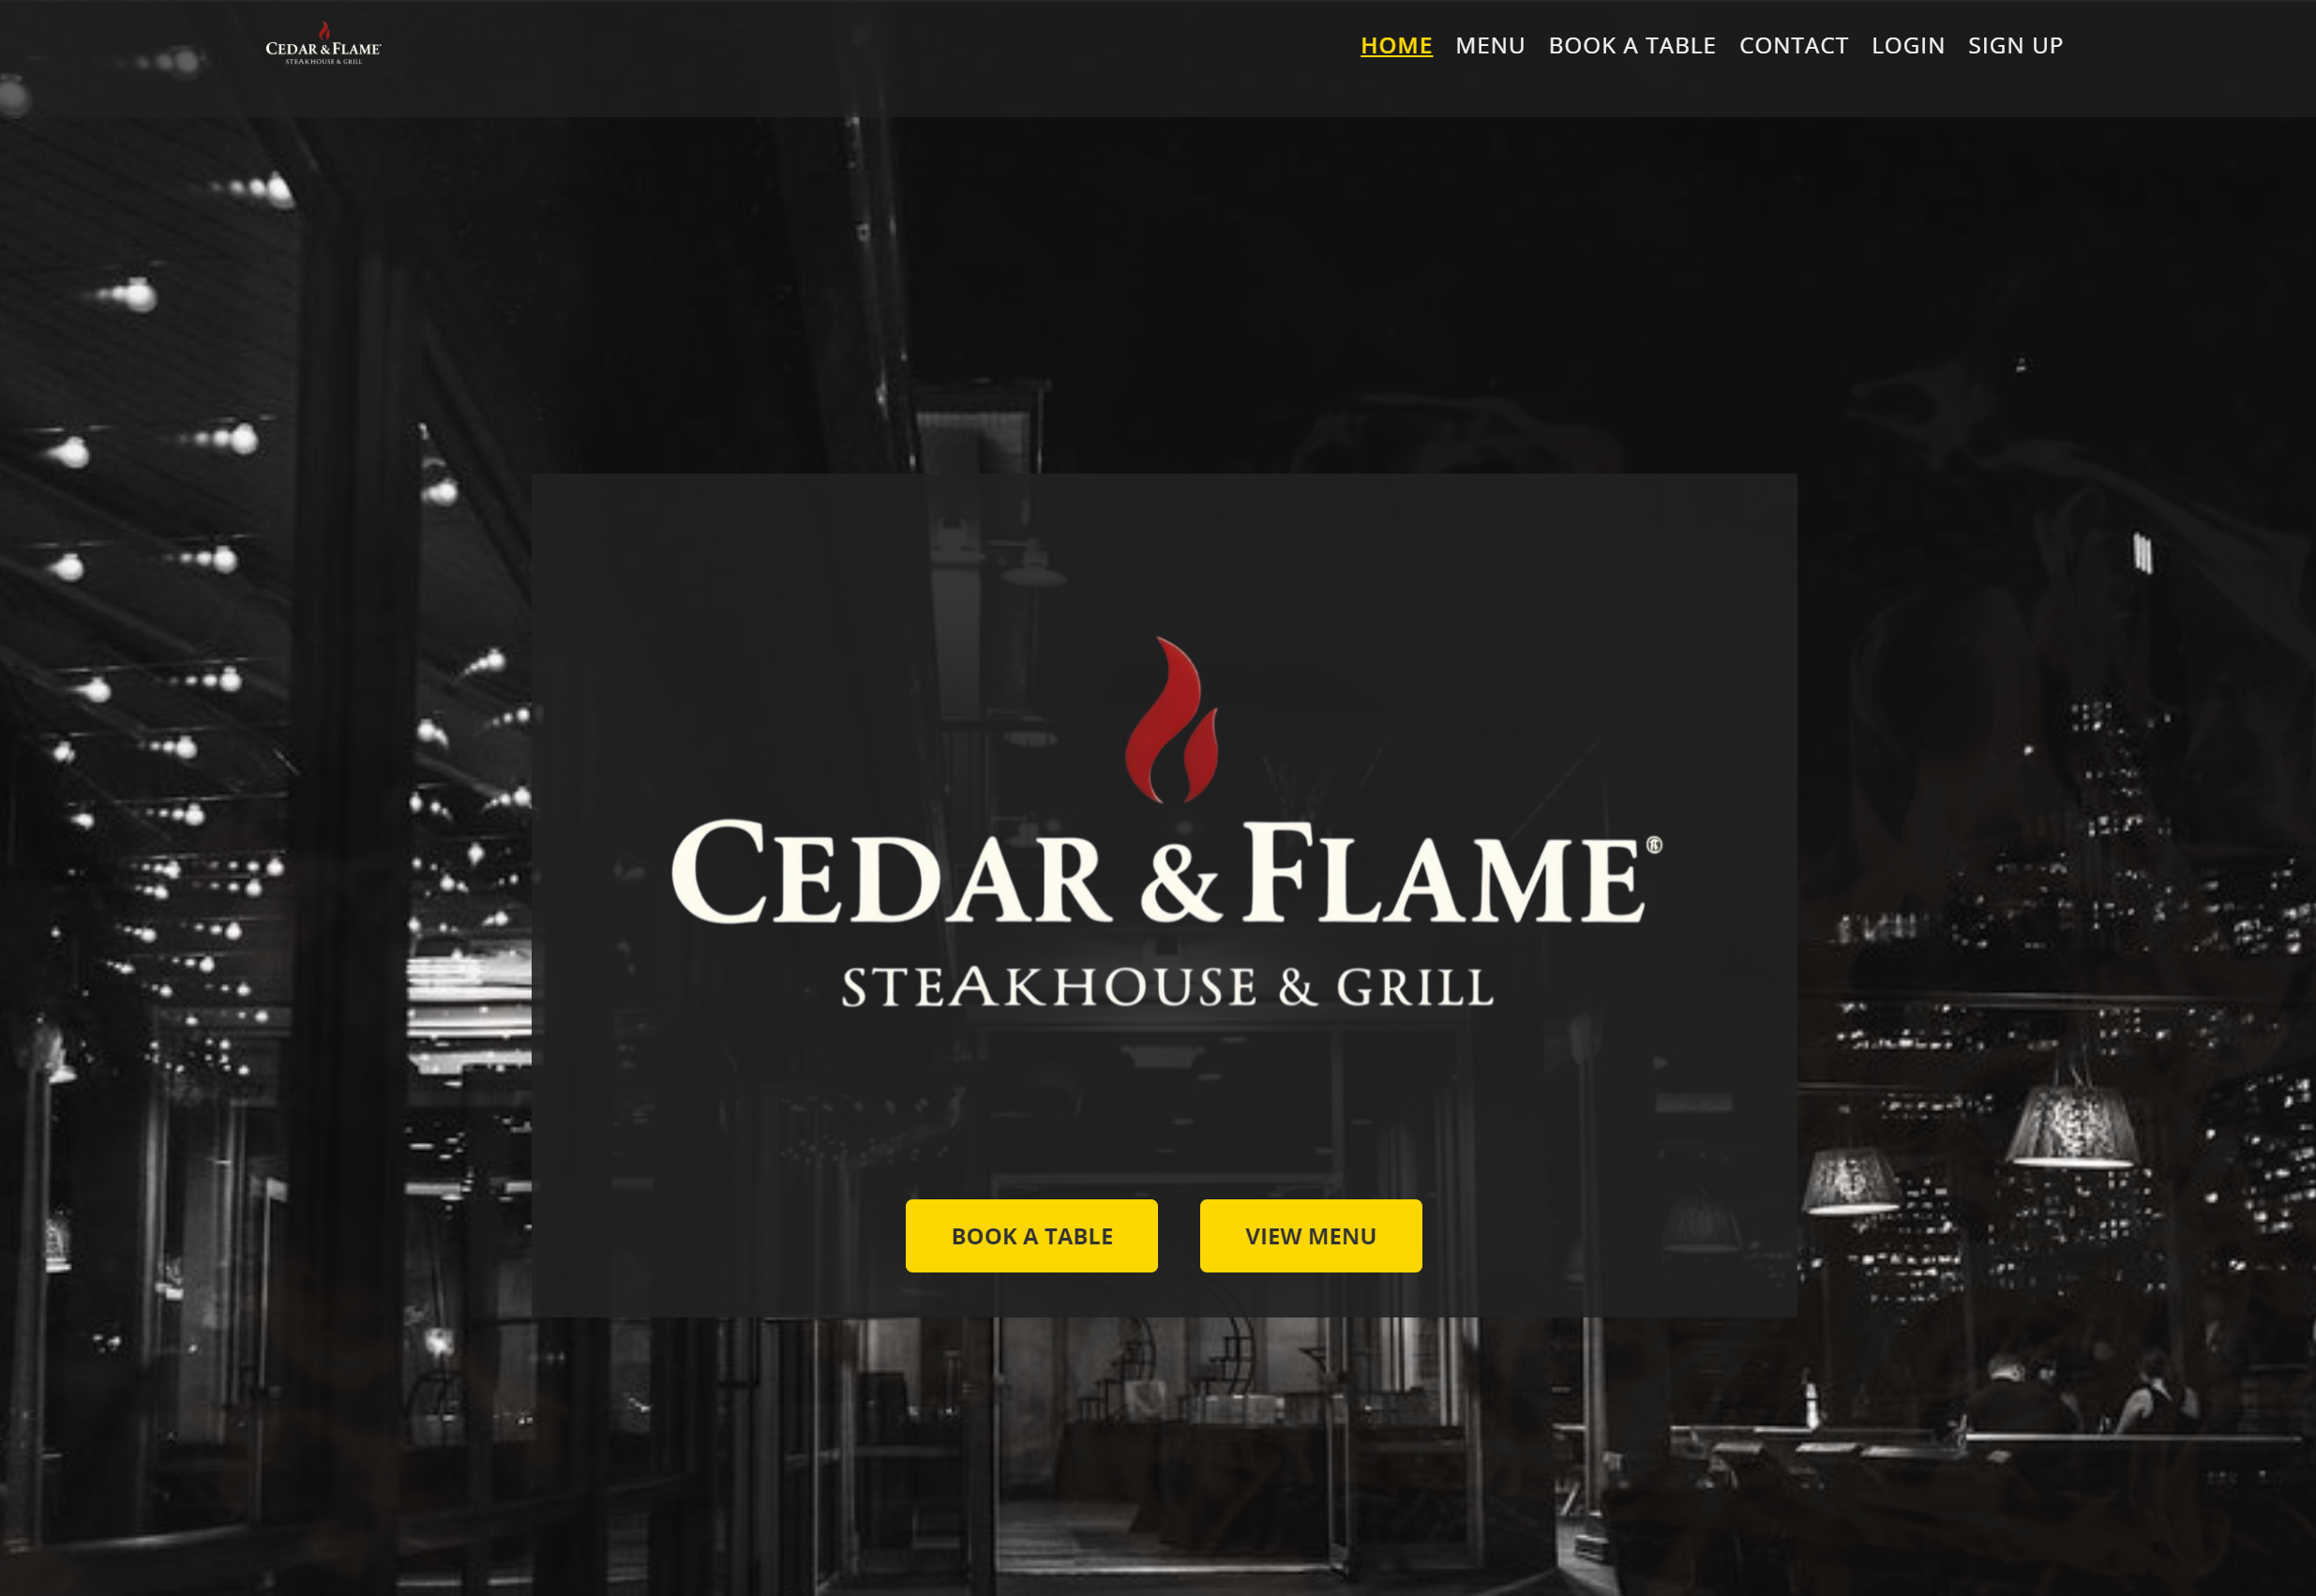 CEDAR & FLAME
STEAKHOUSE & GRILL
HOME MENU BOOK A TABLE CONTACT LOGIN SIGN UP
CEDAR & FLAME®
STEAKHOUSE & GRILL
BOOK A TABLE VIEW MENU